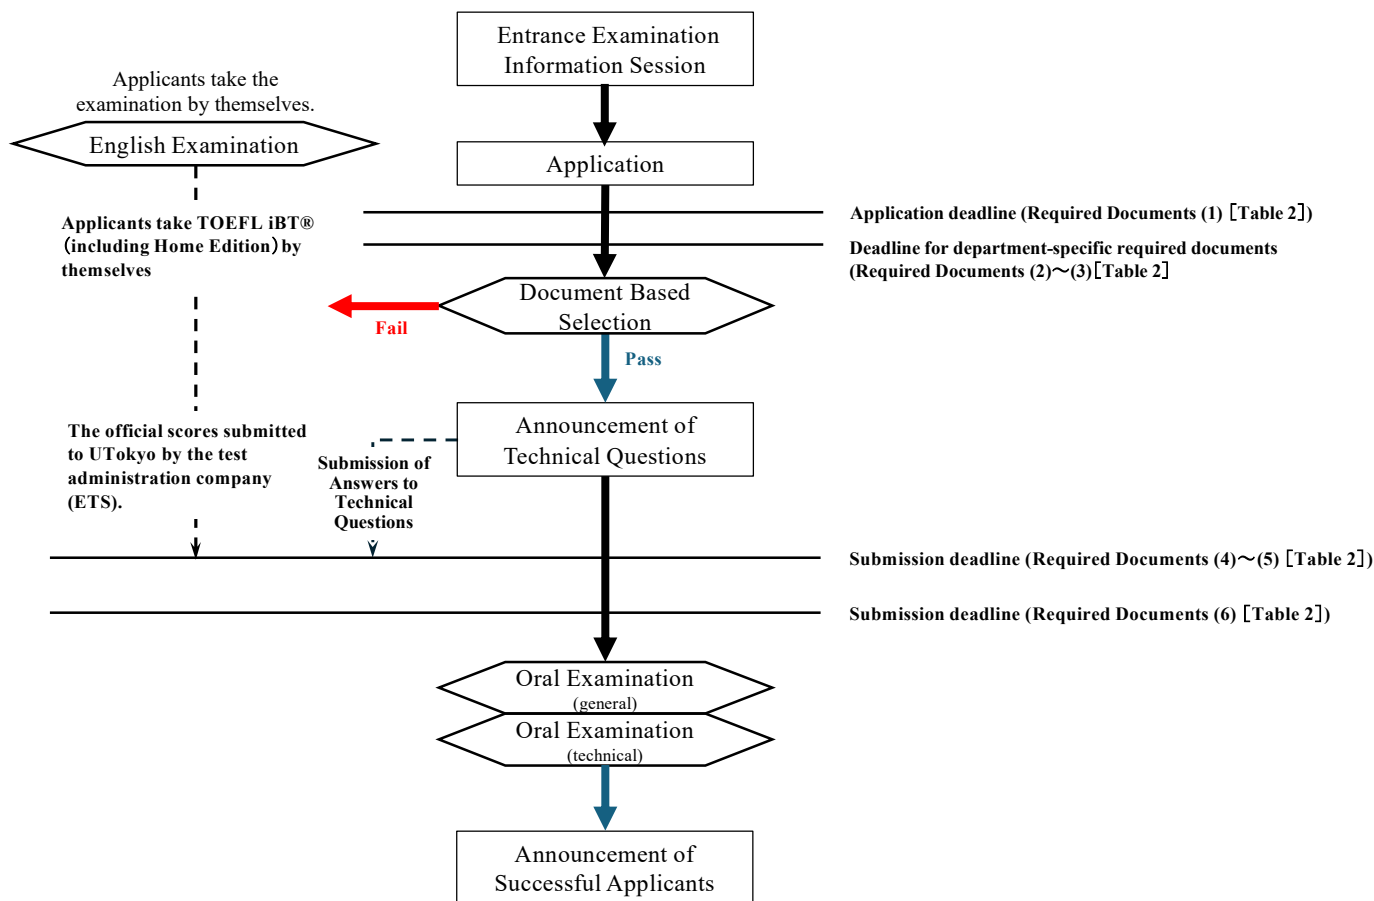 Entrance Examination
Information Session
Applicants take the
examination by themselves.
English Examination
Application
Applicants take TOEFL iBT®
（including Home Edition）by
themselves
Application deadline (Required Documents (1)［Table 2］)
Deadline for department-specific required documents
(Required Documents (2)～(3)［Table 2］
Document Based
Selection
Fail
Pass
Announcement of
Technical Questions
The official scores submitted
to UTokyo by the test
administration company
(ETS).
Submission of
Answers to
Technical
Questions
Submission deadline (Required Documents (4)～(5)［Table 2］)
Submission deadline (Required Documents (6)［Table 2］)
Oral Examination
(general)
Oral Examination
(technical)
Announcement of
Successful Applicants